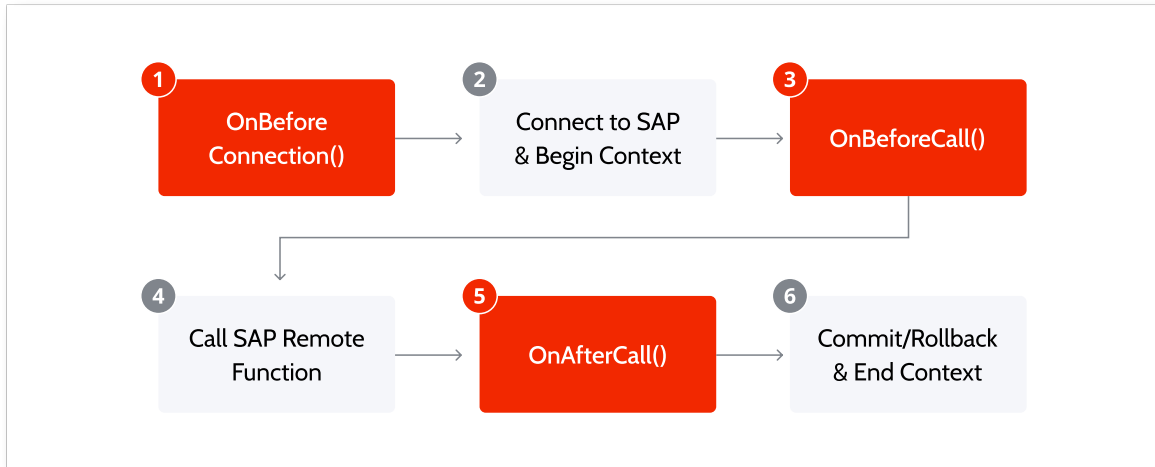 1
OnBefore
Connection()
2
Connect to SAP
& Begin Context
3
OnBeforeCall()
4
Call SAP Remote
Function
5
OnAfterCall()
6
Commit/Rollback
& End Context